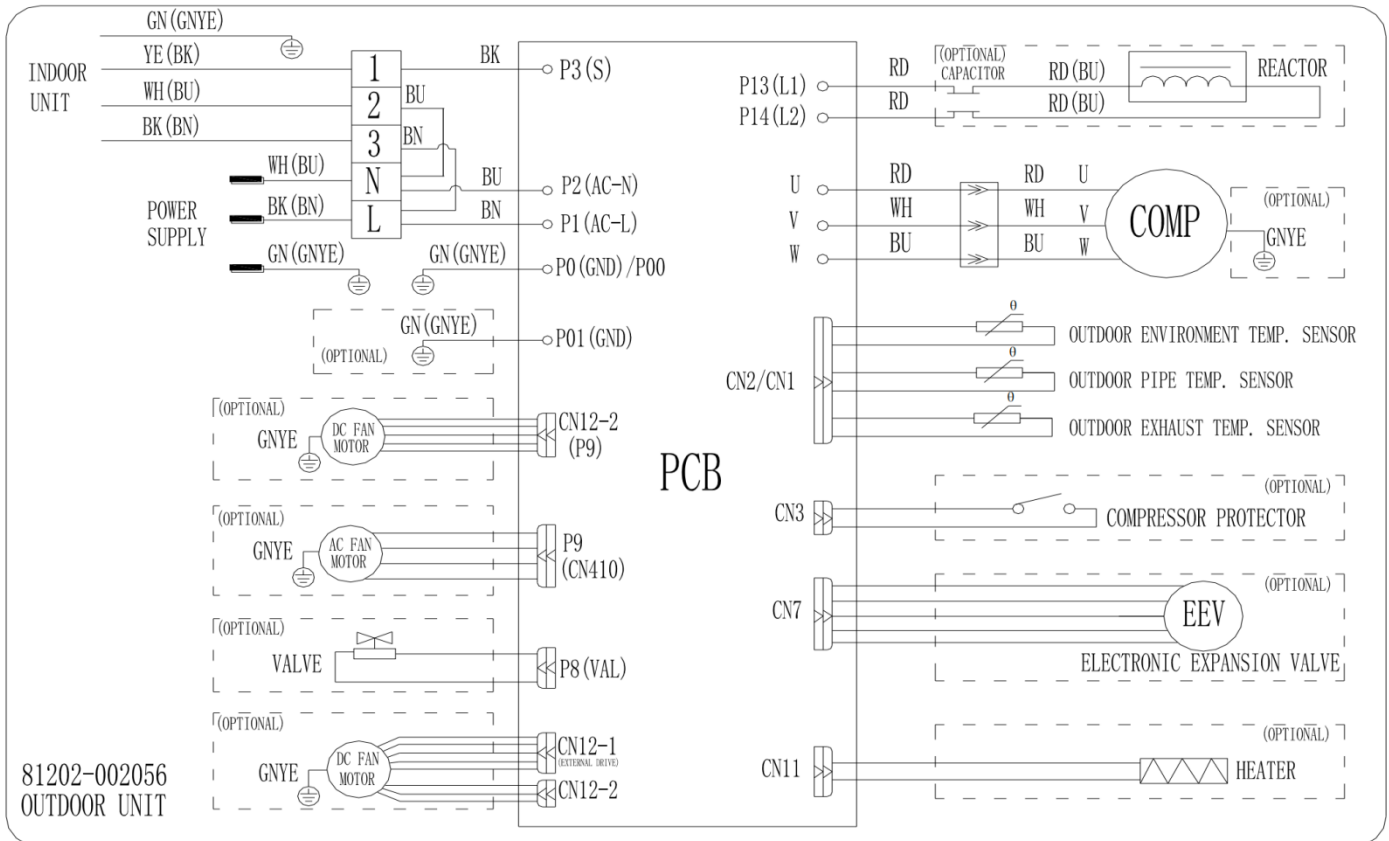 GN(GNYE)
YE(BK)
INDOOR
UNIT
WH(BU)
BK(BN)
1
2
3
N
L
BK
BU
BN
P3(S)
WH(BU)
BU
P2(AC-N)
POWER
SUPPLY
BK(BN)
BN
P1(AC-L)
GN(GNYE)
GN(GNYE)
P0(GND)/P00
GN(GNYE)
(OPTIONAL)
P01(GND)
(OPTIONAL)
GNYE
DC FAN
MOTOR
CN12-2
(P9)
(OPTIONAL)
GNYE
AC FAN
MOTOR
P9
(CN410)
(OPTIONAL)
VALVE
P8(VAL)
(OPTIONAL)
GNYE
DC FAN
MOTOR
CN12-1
(EXTERNAL DRIVE)
CN12-2
81202-002056
OUTDOOR UNIT
PCB
P13(L1)
P14(L2)
RD
RD
(OPTIONAL)
CAPACITOR
RD(BU)
RD(BU)
REACTOR
U
RD
RD
U
V
WH
WH
V
W
BU
BU
W
COMP
(OPTIONAL)
GNYE
CN2/CN1
θ
OUTDOOR ENVIRONMENT TEMP. SENSOR
θ
OUTDOOR PIPE TEMP. SENSOR
θ
OUTDOOR EXHAUST TEMP. SENSOR
CN3
(OPTIONAL)
COMPRESSOR PROTECTOR
CN7
(OPTIONAL)
EEV
ELECTRONIC EXPANSION VALVE
CN11
(OPTIONAL)
HEATER